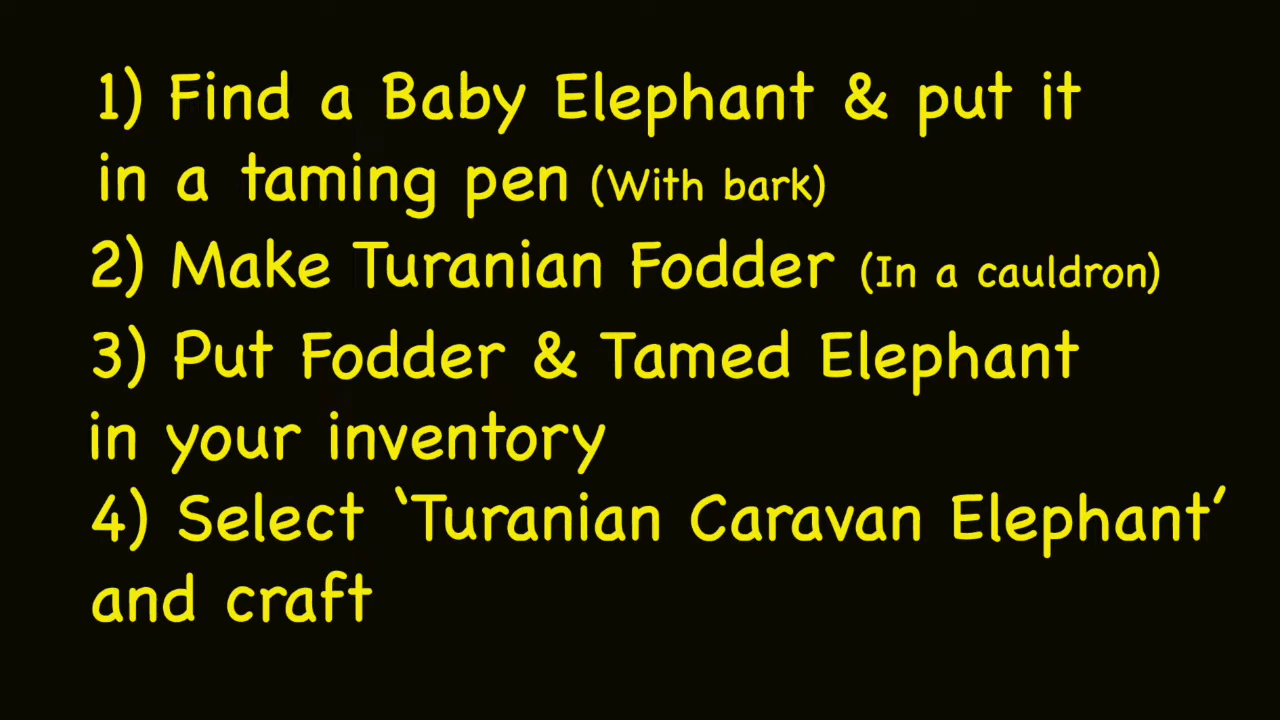 1) Find a Baby Elephant & put it
in a taming pen (With bark)
2) Make Turanian Fodder (In a cauldron)
3) Put Fodder & Tamed Elephant
in your inventory
4) Select ‘Turanian Caravan Elephant’
and craft